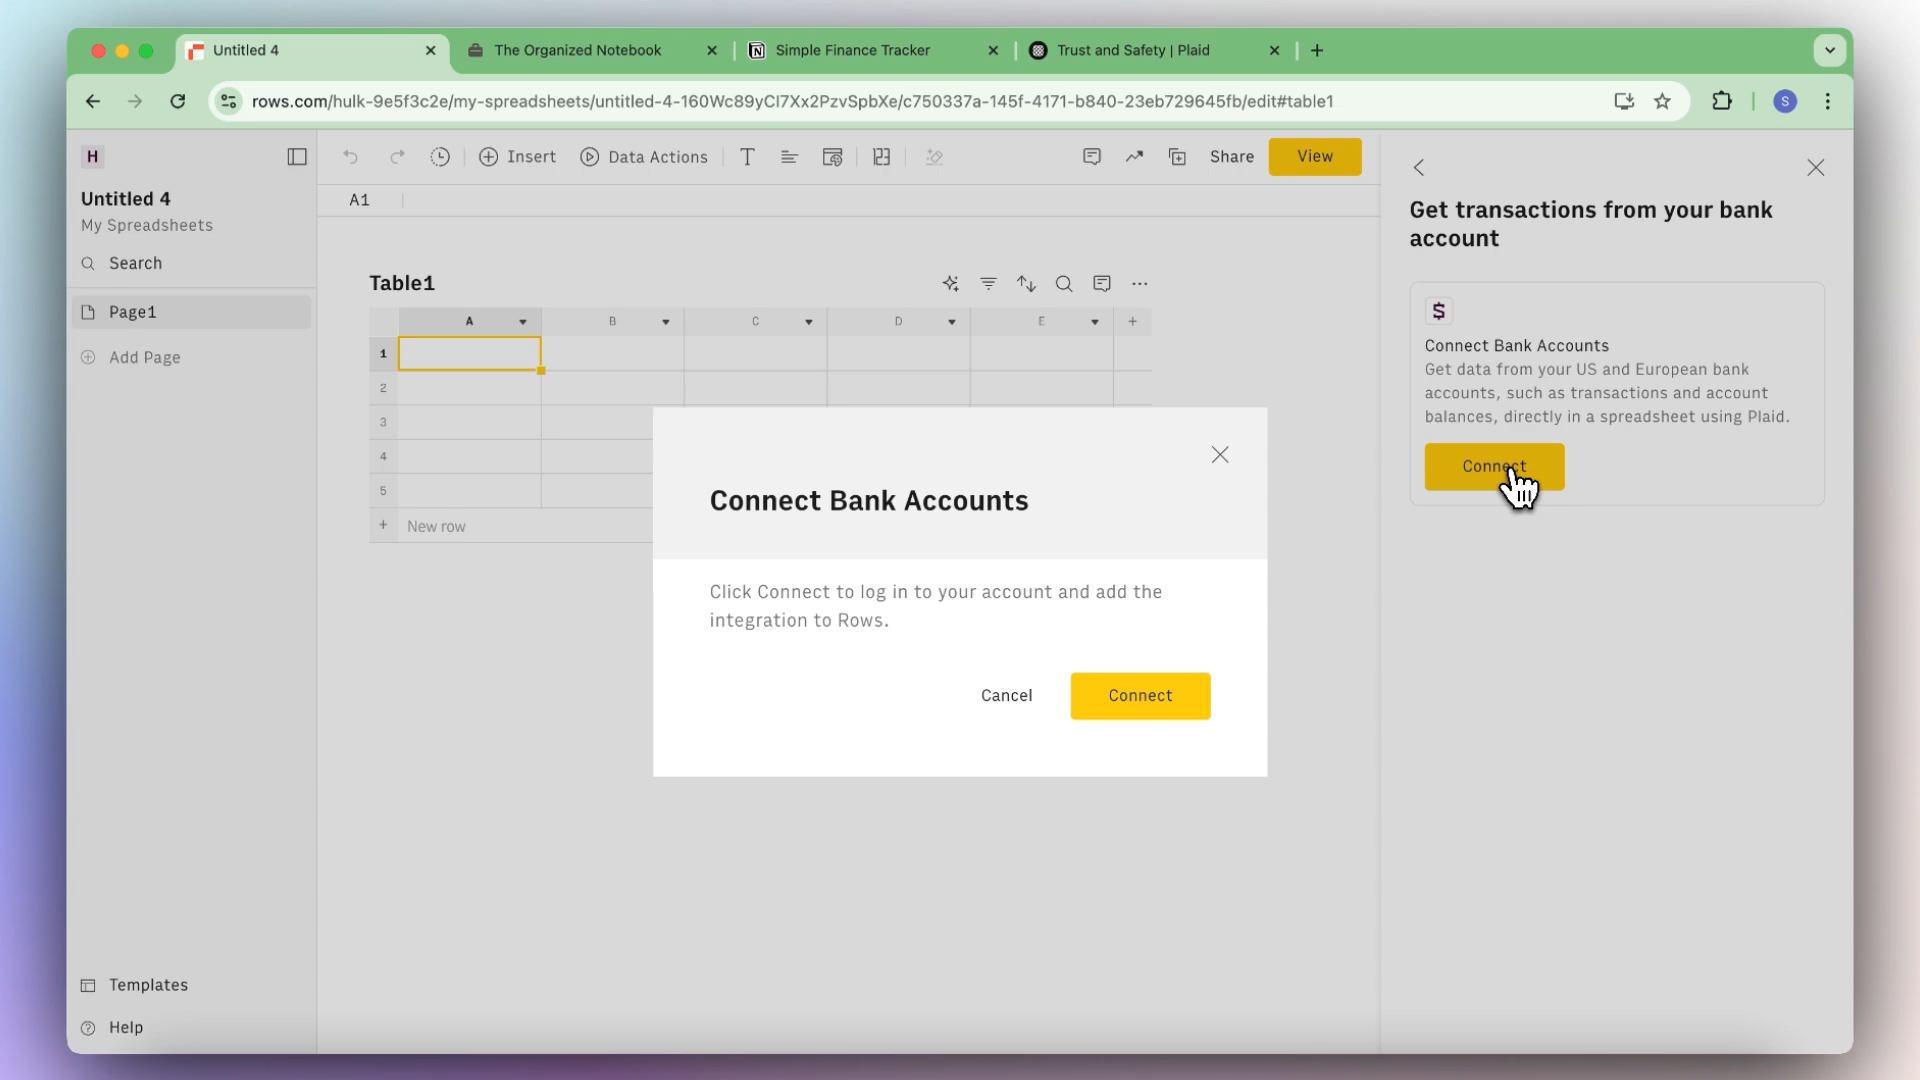 Untitled 4
The Organized Notebook
Simple Finance Tracker
Trust and Safety | Plaid
rows.com/hulk-9e5f3c2e/my-spreadsheets/untitled-4-160Wc89yCl7Xx2PzvSpbXe/c750337a-145f-4171-b840-23eb729645fb/edit#table1
S
H
Untitled 4
My Spreadsheets
Search
Page1
Add Page
Templates
Help
Insert
Data Actions
Share
View
A1
Table1
A B C D E +
1
2
3
4
5
+ New row
Connect Bank Accounts
Click Connect to log in to your account and add the
integration to Rows.
Cancel
Connect
Get transactions from your bank
account
$
Connect Bank Accounts
Get data from your US and European bank
accounts, such as transactions and account
balances, directly in a spreadsheet using Plaid.
Connect